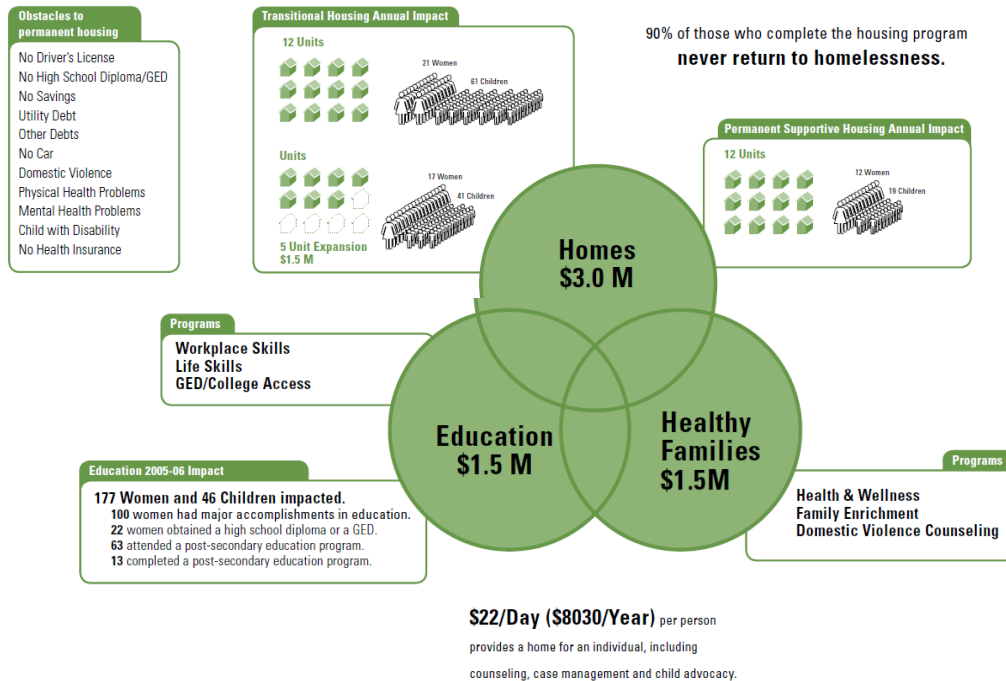 Obstacles to
permanent housing
No Driver's License
No High School Diploma/GED
No Savings
Utility Debt
Other Debts
No Car
Domestic Violence
Physical Health Problems
Mental Health Problems
Child with Disability
No Health Insurance
Transitional Housing Annual Impact
12 Units
21 Women
61 Children
Units
17 Women
41 Children
5 Unit Expansion
$1.5 M
90% of those who complete the housing program
never return to homelessness.
Permanent Supportive Housing Annual Impact
12 Units
12 Women
19 Children
Homes
$3.0 M
Programs
Workplace Skills
Life Skills
GED/College Access
Education
$1.5 M
Healthy
Families
$1.5M
Education 2005-06 Impact
177 Women and 46 Children impacted.
100 women had major accomplishments in education.
22 women obtained a high school diploma or a GED.
63 attended a post-secondary education program.
13 completed a post-secondary education program.
Programs
Health & Wellness
Family Enrichment
Domestic Violence Counseling
$22/Day ($8030/Year) per person
provides a home for an individual, including
counseling, case management and child advocacy.